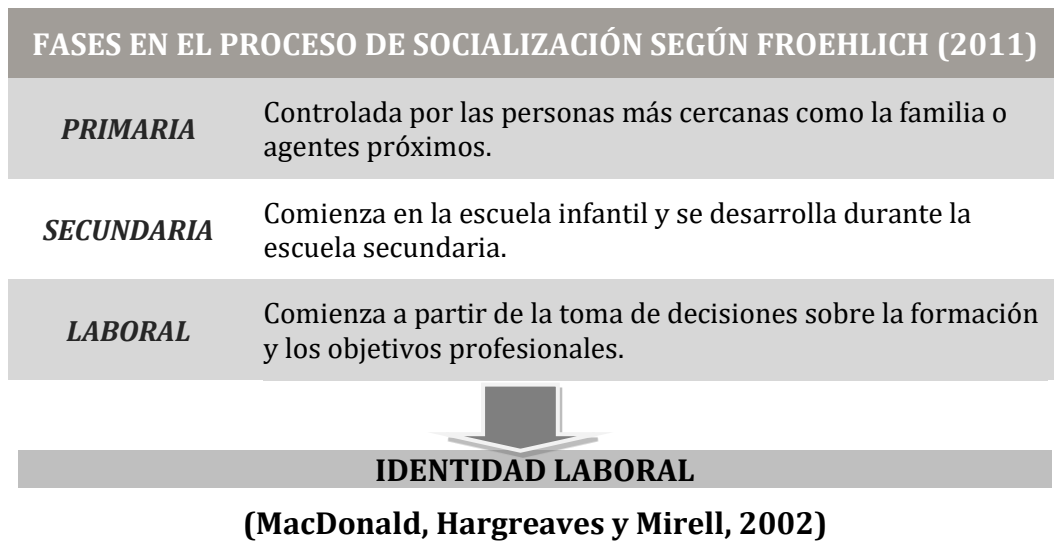 FASES EN EL PROCESO DE SOCIALIZACIÓN SEGÚN FROEHLICH (2011)
PRIMARIA
Controlada por las personas más cercanas como la familia o
agentes próximos.
SECUNDARIA
Comienza en la escuela infantil y se desarrolla durante la
escuela secundaria.
LABORAL
Comienza a partir de la toma de decisiones sobre la formación
y los objetivos profesionales.
IDENTIDAD LABORAL
(MacDonald, Hargreaves y Mirell, 2002)